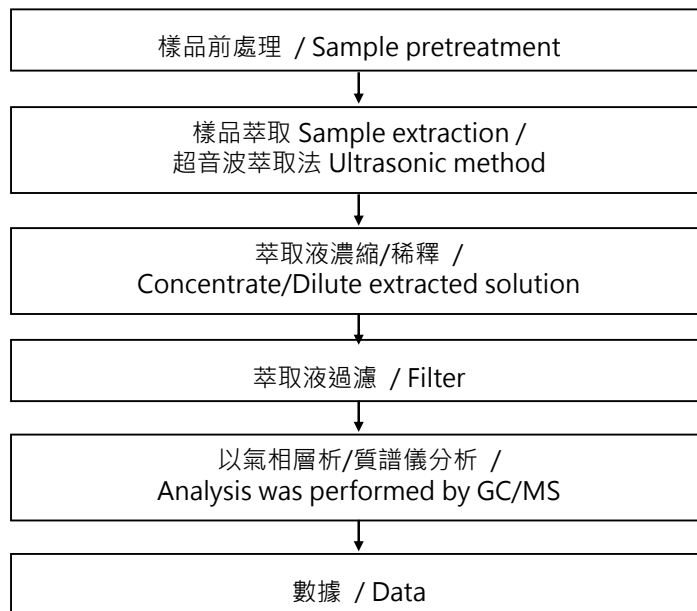 樣品前處理 / Sample pretreatment
樣品萃取 Sample extraction /
超音波萃取法 Ultrasonic method
萃取液濃縮/稀釋 /
Concentrate/Dilute extracted solution
萃取液過濾 / Filter
以氣相層析/質譜儀分析 /
Analysis was performed by GC/MS
數據 / Data